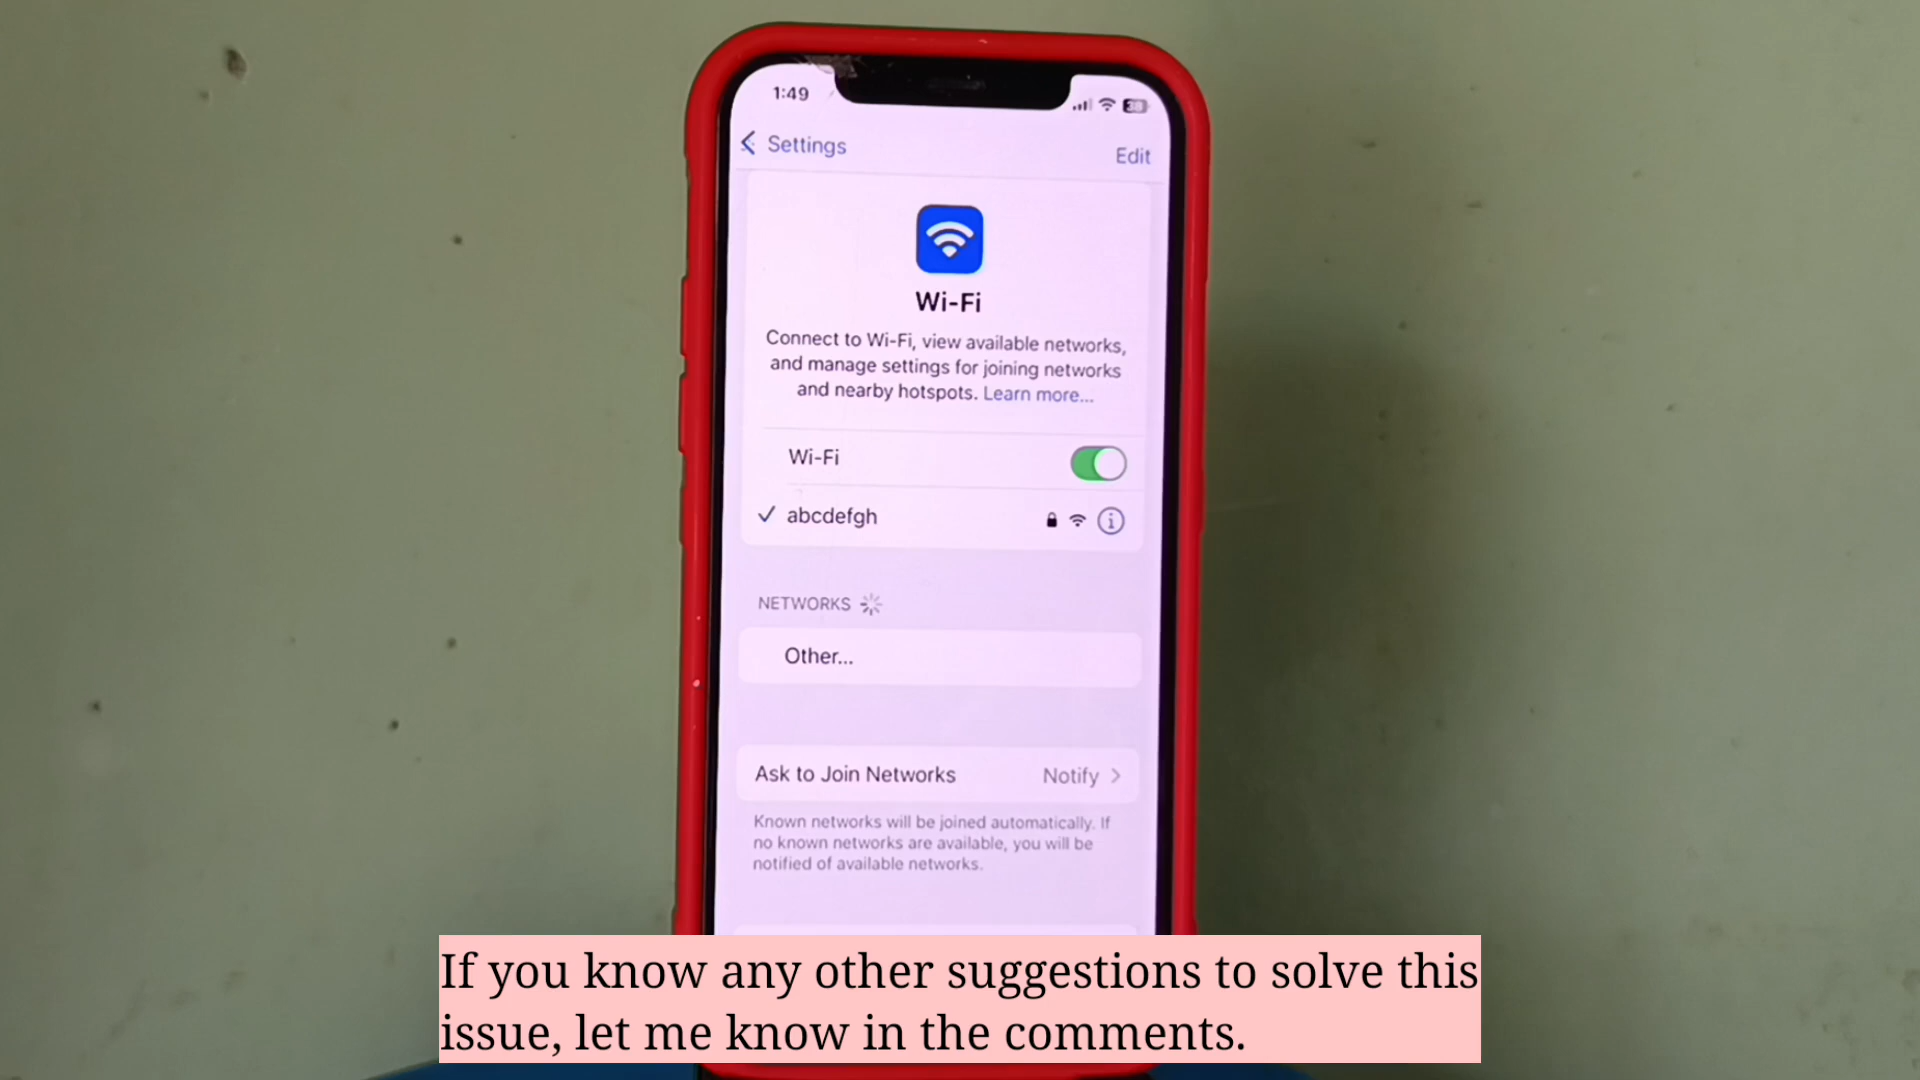 1:49
Settings
Edit
Wi-Fi
Connect to Wi-Fi, view available networks,
and manage settings for joining networks
and nearby hotspots. Learn more...
Wi-Fi
abcdefgh
NETWORKS
Other...
Ask to Join Networks Notify
Known networks will be joined automatically. If
no known networks are available, you will be
notified of available networks.
If you know any other suggestions to solve this
issue, let me know in the comments.